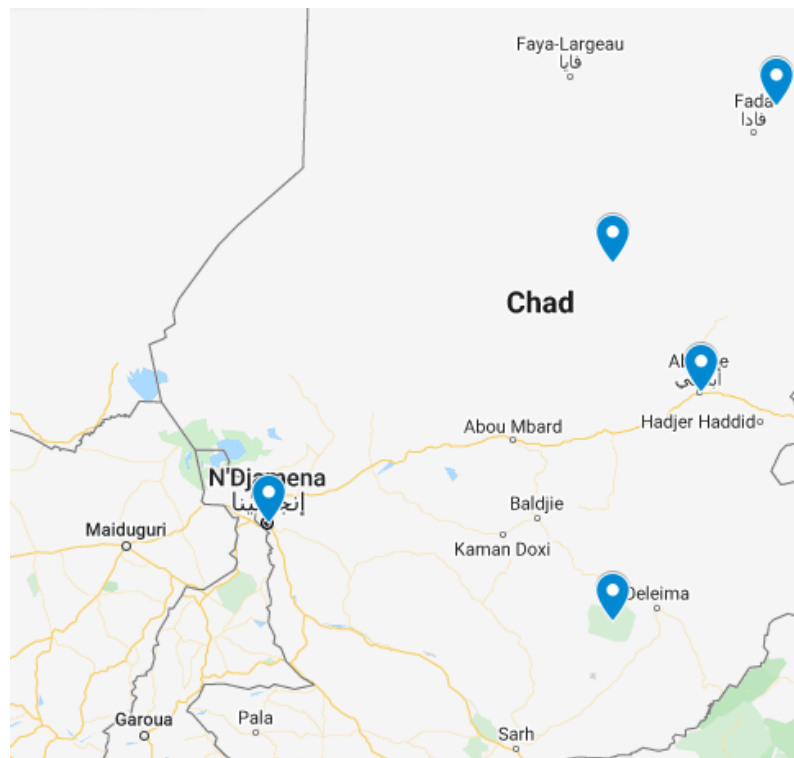 Faya-Largeau
فايا
Fada
فادا
Chad
Abou Mbard
Hadjer Haddid
N'Djamena
Baldjie
Maiduguri
Kaman Doxi
Deleima
Garoua
Pala
Sarh